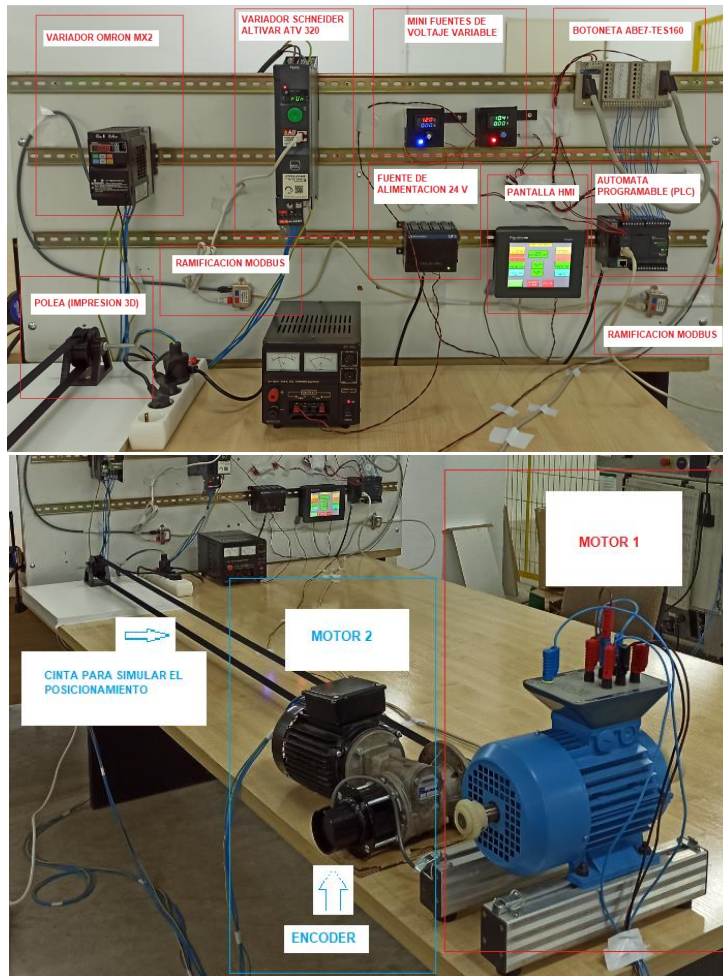 VARIADOR OMRON MX2
VARIADOR SCHNEIDER
ALTIVAR ATV 320
MINI FUENTES DE
VOLTAJE VARIABLE
BOTONETA ABE7-TES160
FUENTE DE
ALIMENTACION 24 V
PANTALLA HMI
AUTOMATA
PROGRAMABLE (PLC)
RAMIFICACION MODBUS
POLEA (IMPRESION 3D)
RAMIFICACION MODBUS
MOTOR 1
MOTOR 2
CINTA PARA SIMULAR EL
POSICIONAMIENTO
ENCODER